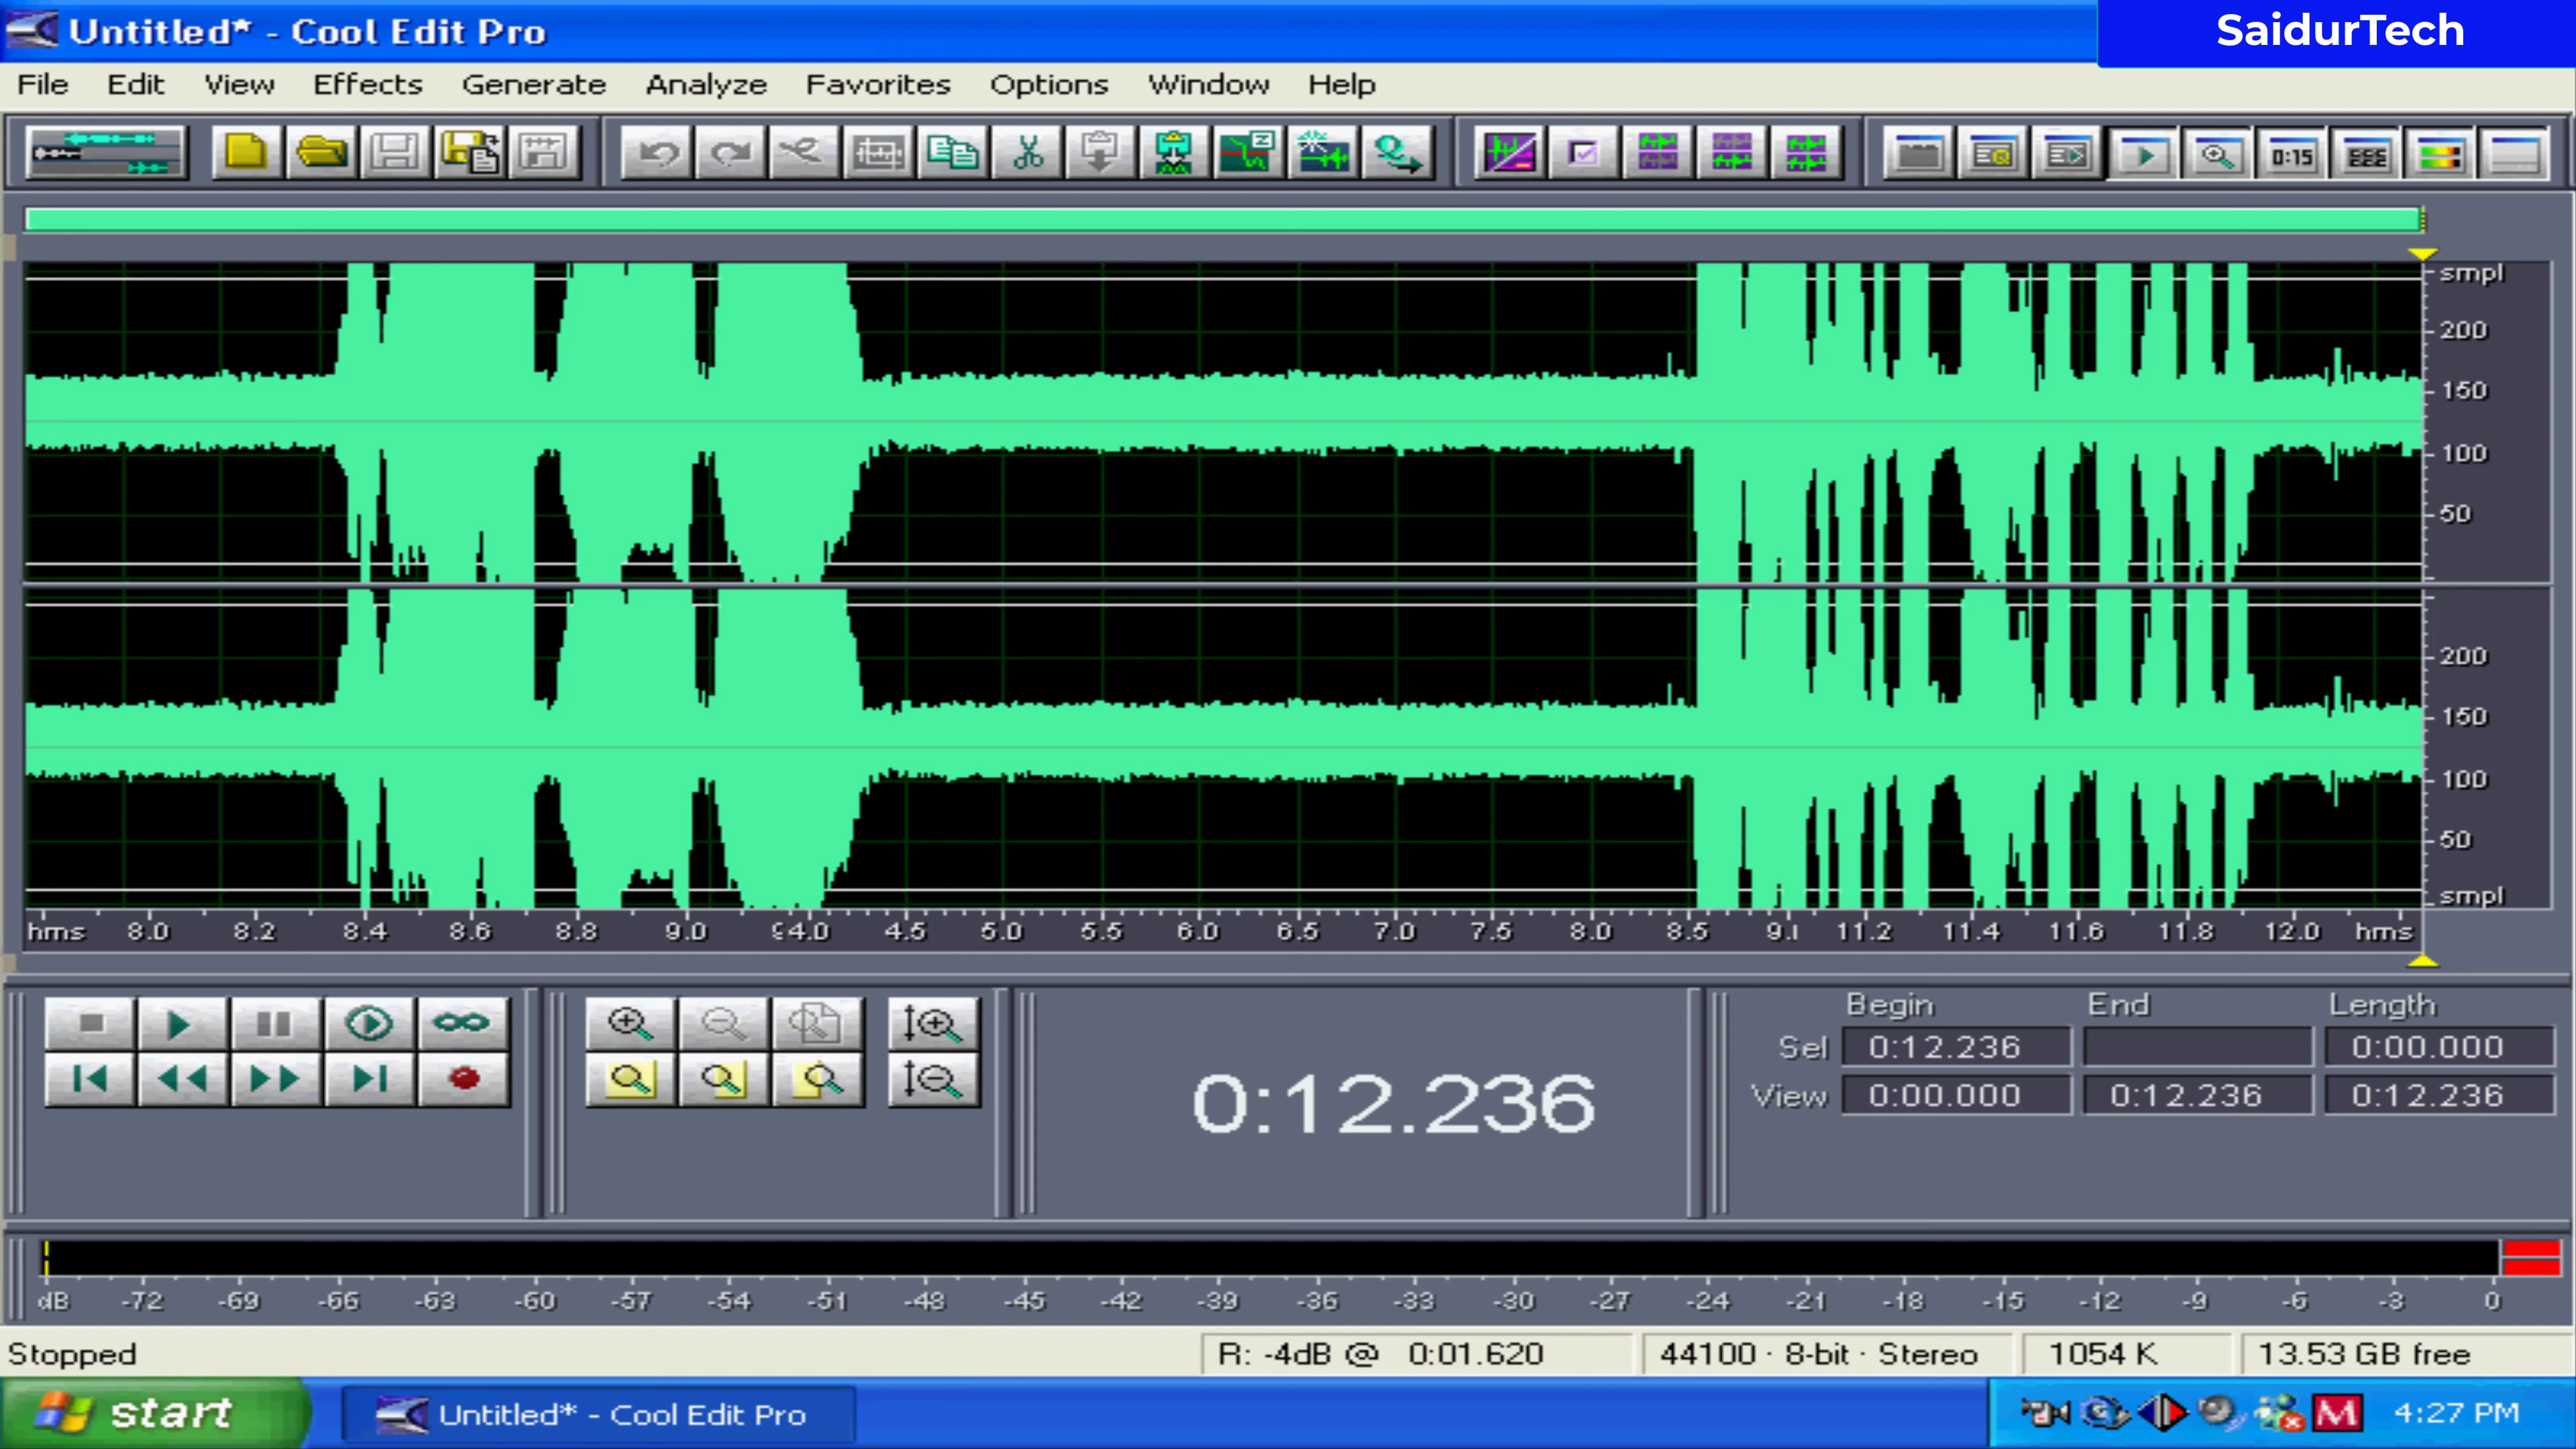 Untitled* - Cool Edit Pro
SaidurTech
File Edit View Effects Generate Analyze Favorites Options Window Help
0:15
smpl
200
150
100
50
200
150
100
50
smpl
hms 8.0 8.2 8.4 8.6 8.8 9.0 4.0 4.5 5.0 5.5 6.0 6.5 7.0 7.5 8.0 8.5 11.2 11.4 11.6 11.8 12.0 hms
Begin End Length
Sel 0:12.236 0:00.000
View 0:00.000 0:12.236 0:12.236
0:12.236
dB -72 -69 -66 -63 -60 -57 -54 -51 -48 -45 -42 -39 -36 -33 -30 -27 -24 -21 -18 -15 -12 -9 -6 -3 0
Stopped R: -4dB @ 0:01.620 44100 · 8-bit · Stereo 1054 K 13.53 GB free
start Untitled* - Cool Edit Pro M 4:27 PM